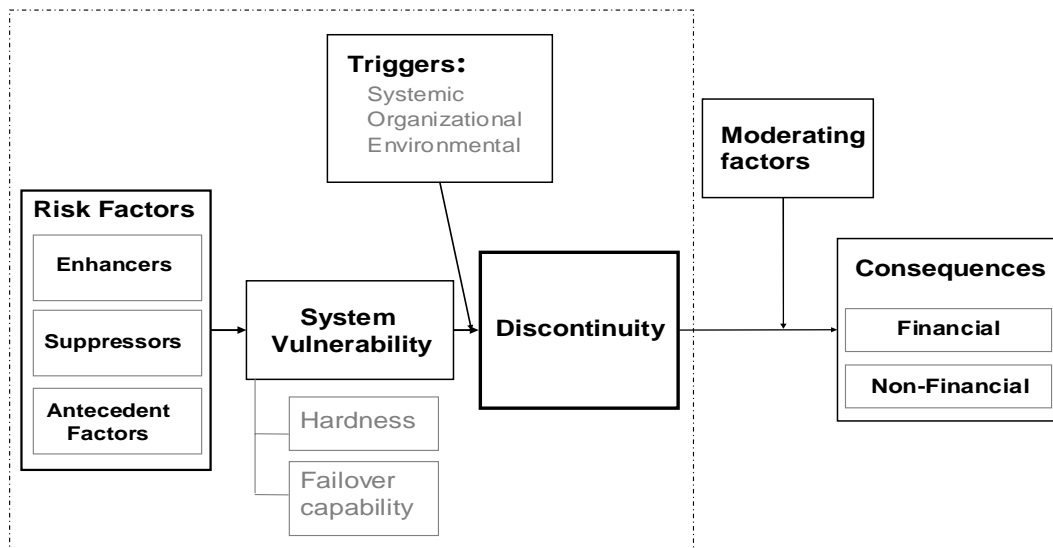 Triggers:
Systemic
Organizational
Environmental
Moderating
factors
Risk Factors
Enhancers
Suppressors
Antecedent
Factors
System
Vulnerability
Hardness
Failover
capability
Discontinuity
Consequences
Financial
Non-Financial